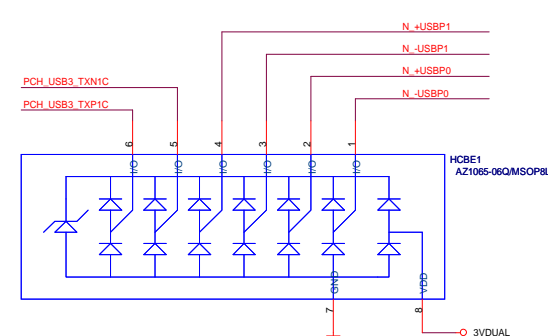 N_+USBP1
N_-USBP1
N_+USBP0
N_-USBP0
PCH_USB3_TXN1C
PCH_USB3_TXP1C
6 5 4 3 2 1
I/O I/O I/O I/O I/O I/O
HCBE1
AZ1065-06Q/MSOP8L
GND VDD
7 8
3VDUAL